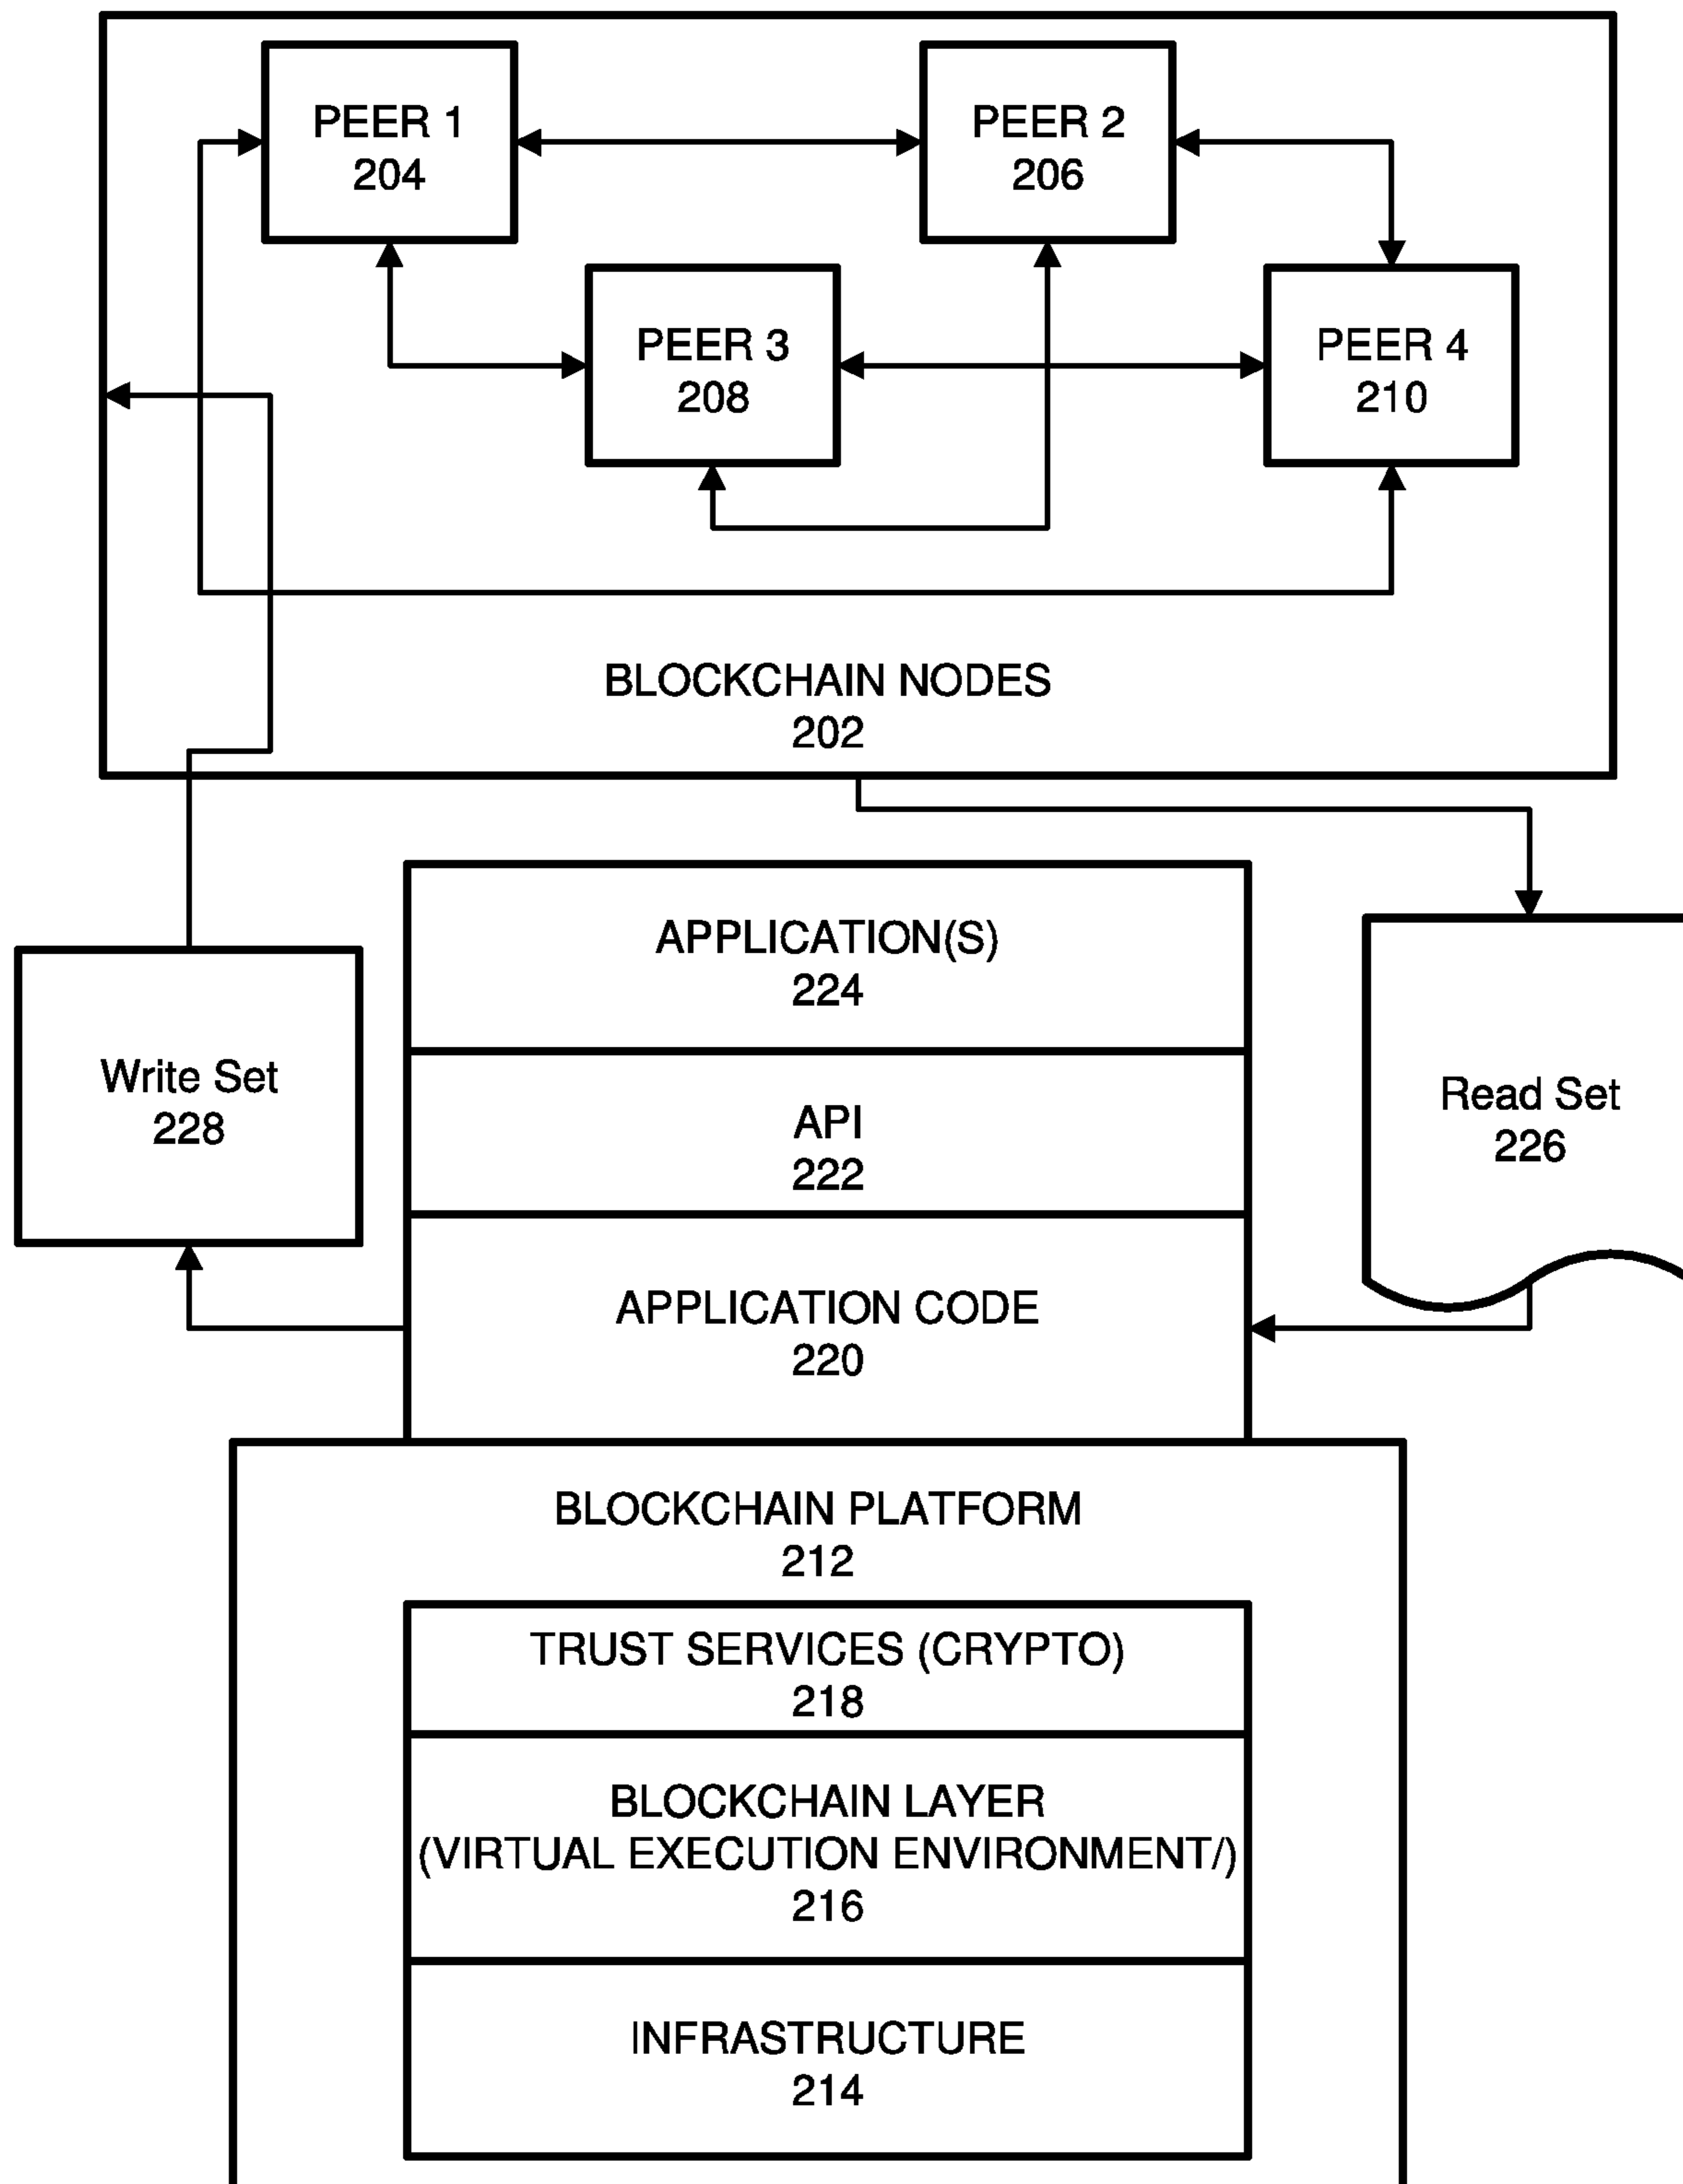 PEER 1
204
PEER 2
206
PEER 3
208
PEER 4
210
BLOCKCHAIN NODES
202
APPLICATION(S)
224
Write Set
228
API
222
Read Set
226
APPLICATION CODE
220
BLOCKCHAIN PLATFORM
212
TRUST SERVICES (CRYPTO)
218
BLOCKCHAIN LAYER
(VIRTUAL EXECUTION ENVIRONMENT/)
216
INFRASTRUCTURE
214